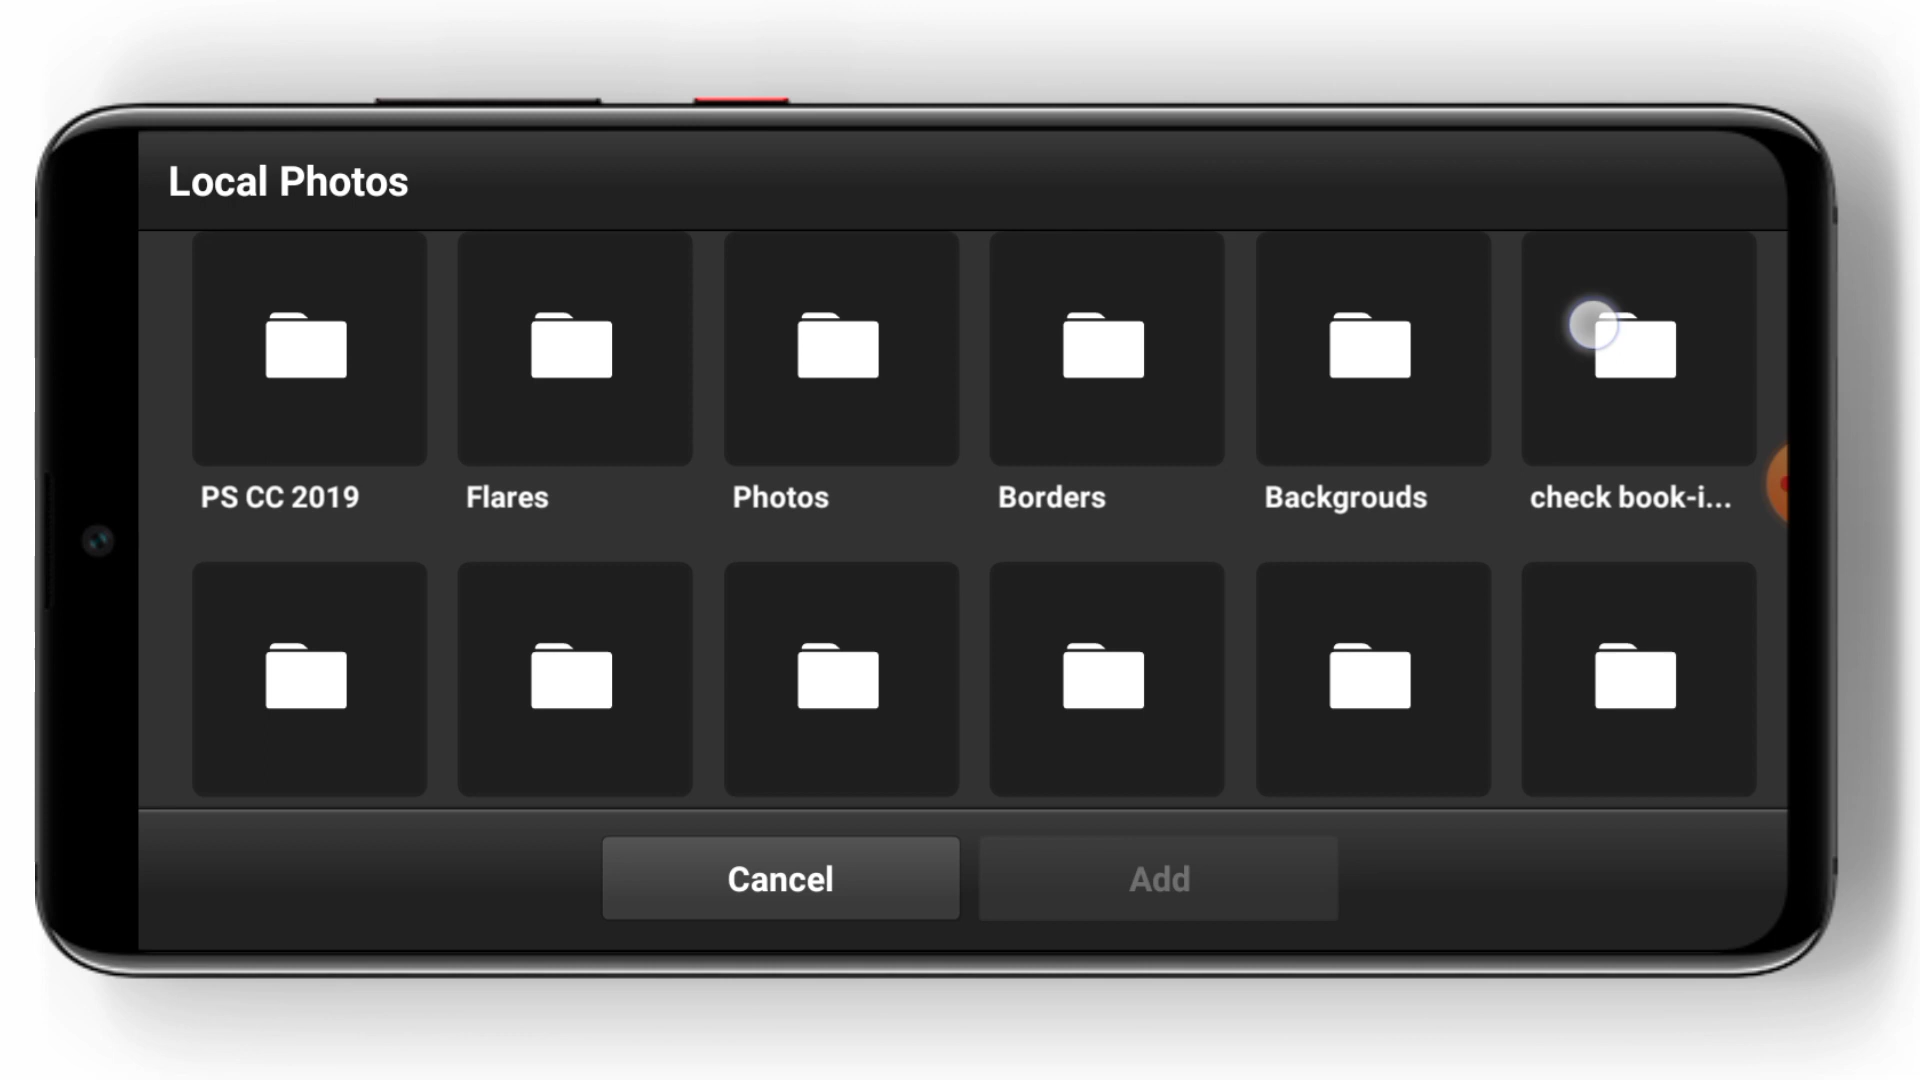 Local Photos
PS CC 2019
Flares
Photos
Borders
Backgrouds
check book-i...
Cancel
Add